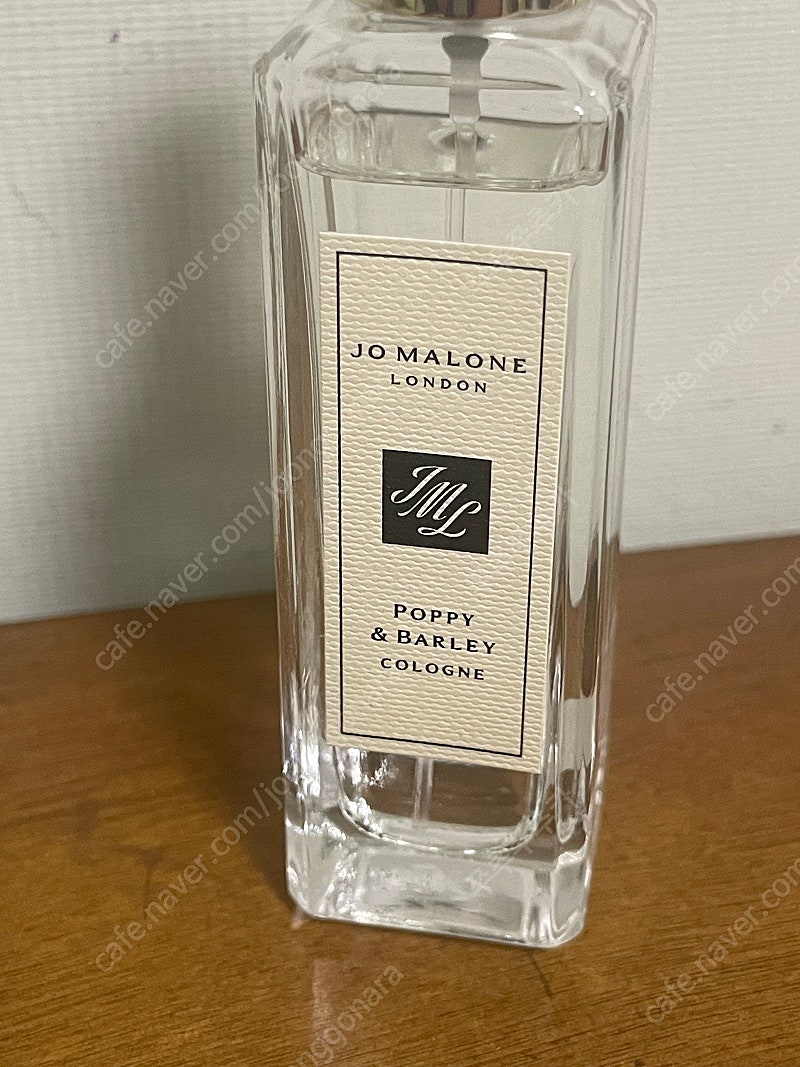 JO MALONE
LONDON
JML
POPPY
& BARLEY
COLOGNE
cafe.naver.com/joonggonara